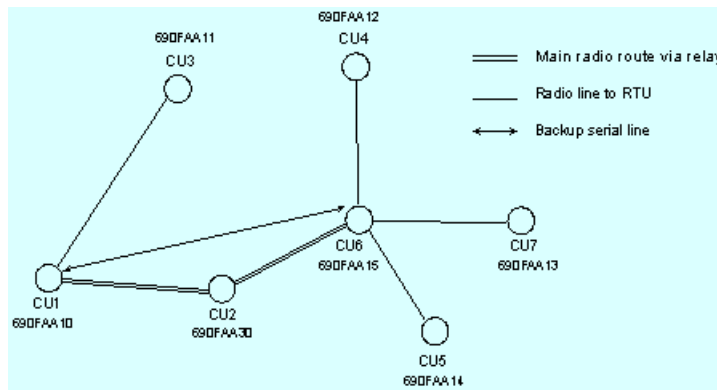 690FAA12
690FAA11
CU4
CU3
Main radio route via relay
Radio line to RTU
Backup serial line
CU6
690FAA15
CU7
690FAA13
CU1
690FAA10
CU2
690FAA30
CU5
690FAA14